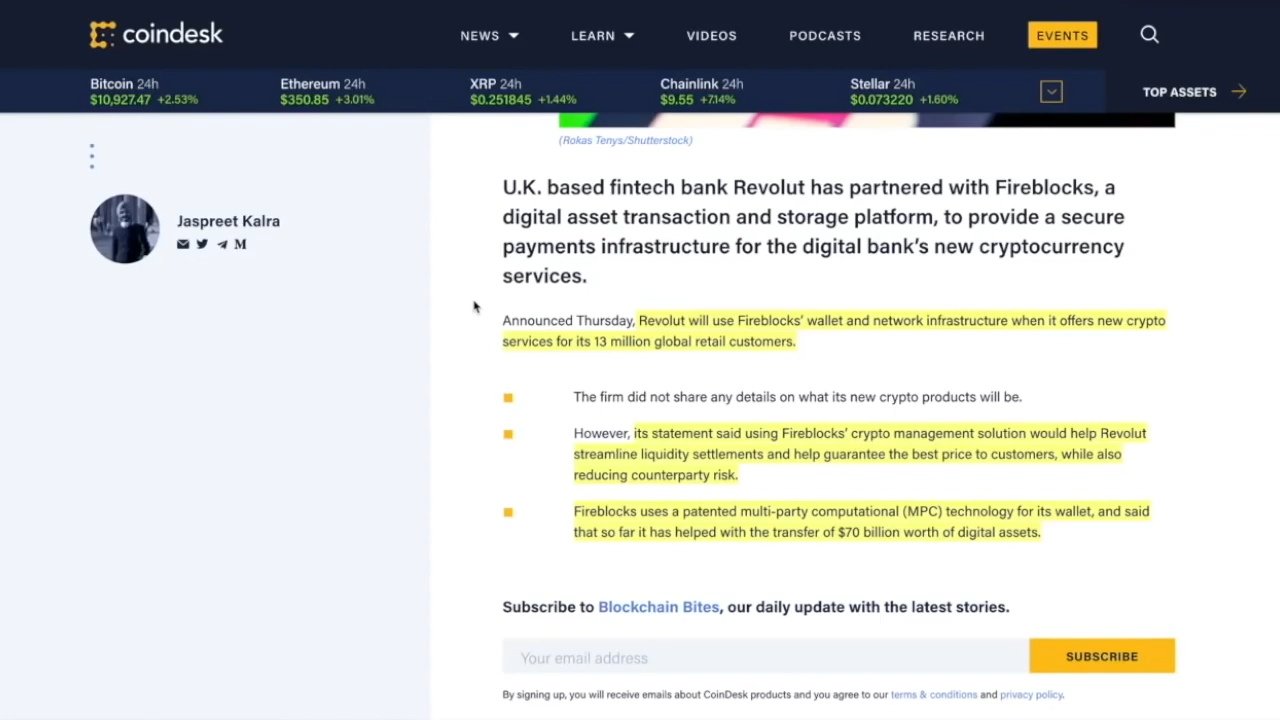 coindesk
NEWS LEARN VIDEOS PODCASTS RESEARCH EVENTS
Bitcoin 24h Ethereum 24h XRP 24h Chainlink 24h Stellar 24h
$10,927.47 +2.53% $350.85 +3.01% $0.251845 +1.44% $9.55 +7.14% $0.073220 +1.60%
TOP ASSETS
(Rokas Tenys/Shutterstock)
Jaspreet Kalra
U.K. based fintech bank Revolut has partnered with Fireblocks, a
digital asset transaction and storage platform, to provide a secure
payments infrastructure for the digital bank's new cryptocurrency
services.
Announced Thursday, Revolut will use Fireblocks' wallet and network infrastructure when it offers new crypto
services for its 13 million global retail customers.
The firm did not share any details on what its new crypto products will be.
However, its statement said using Fireblocks' crypto management solution would help Revolut
streamline liquidity settlements and help guarantee the best price to customers, while also
reducing counterparty risk.
Fireblocks uses a patented multi-party computational (MPC) technology for its wallet, and said
that so far it has helped with the transfer of $70 billion worth of digital assets.
Subscribe to Blockchain Bites, our daily update with the latest stories.
Your email address
SUBSCRIBE
By signing up, you will receive emails about CoinDesk products and you agree to our terms & conditions and privacy policy.